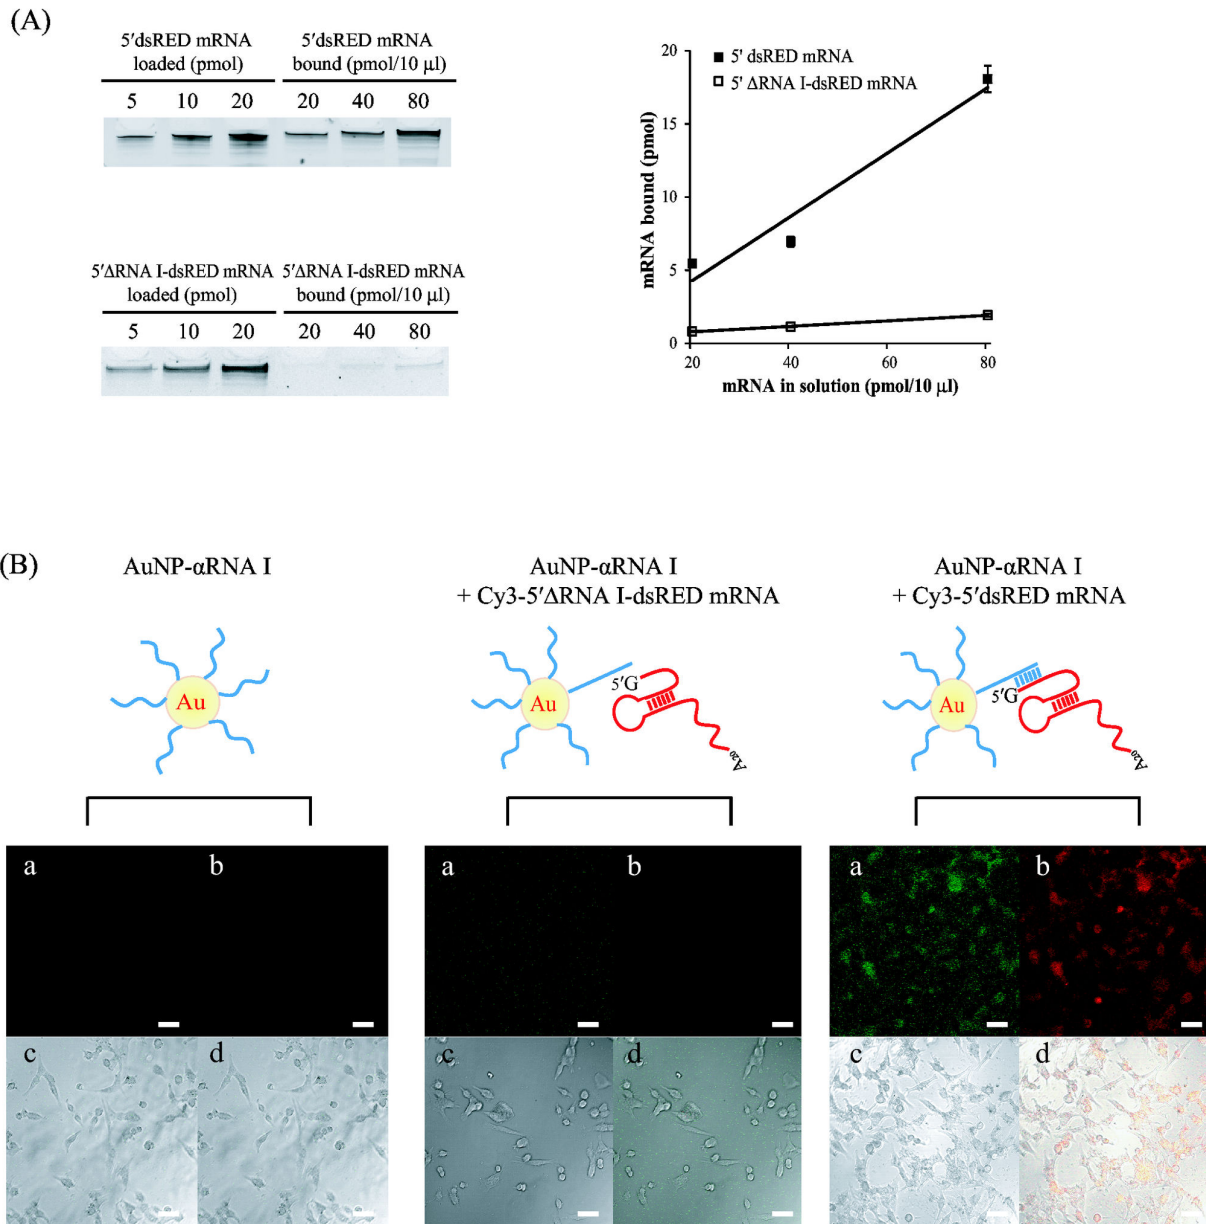 (A)
5′dsRED mRNA 5′dsRED mRNA
loaded (pmol) bound (pmol/10 µl)
5 10 20 20 40 80
5′ΔRNA I-dsRED mRNA 5′ΔRNA I-dsRED mRNA
loaded (pmol) bound (pmol/10 µl)
5 10 20 20 40 80
5′ dsRED mRNA
5′ ΔRNA I-dsRED mRNA
mRNA bound (pmol)
20
15
10
5
0
20 40 60 80
mRNA in solution (pmol/10 µl)
(B)
AuNP-αRNA I
Au
a b
c d
AuNP-αRNA I
+ Cy3-5′ΔRNA I-dsRED mRNA
Au
5′G
A20
a b
c d
AuNP-αRNA I
+ Cy3-5′dsRED mRNA
Au
5′G
A20
a b
c d